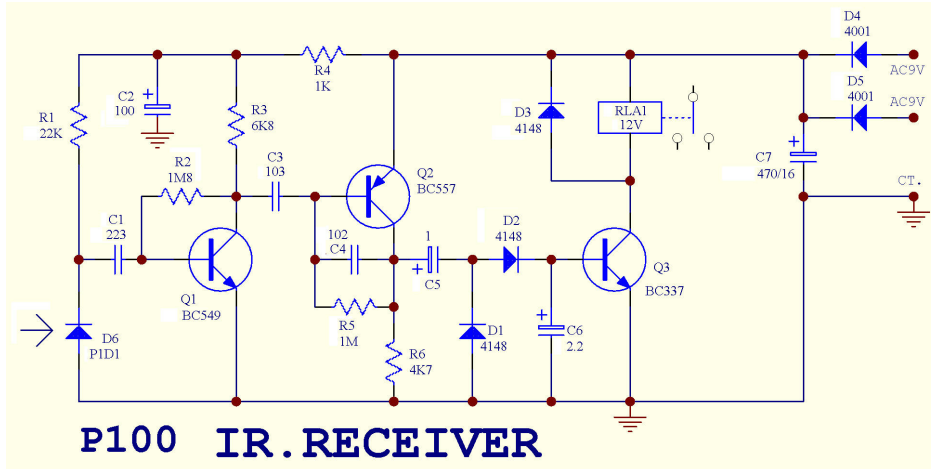 D4
4001
AC9V
D5
4001
AC9V
R4
1K
R1
22K
C2
100
R3
6K8
D3
4148
RLA1
12V
C7
470/16
CT.
R2
1M8
C3
103
Q2
BC557
C1
223
102
C4
1
C5
D2
4148
Q3
BC337
Q1
BC549
D6
P1D1
R5
1M
R6
4K7
D1
4148
C6
2.2
P100 IR.RECEIVER